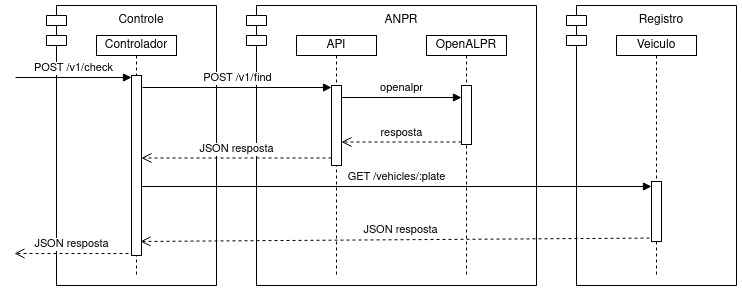 Controle
ANPR
Registro
Controlador
API
OpenALPR
Veiculo
POST /v1/check
POST /v1/find
openalpr
resposta
JSON resposta
GET /vehicles/:plate
JSON resposta
JSON resposta